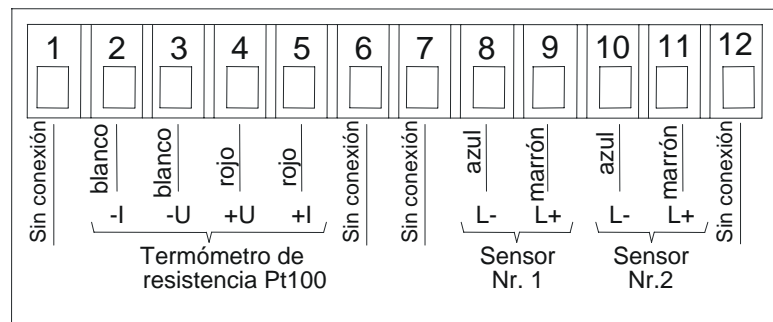 1 2 3 4 5 6 7 8 9 10 11 12
Sin conexión blanco blanco rojo rojo Sin conexión Sin conexión azul marrón azul marrón Sin conexión
-I -U +U +I L- L+ L- L+
Termómetro de
resistencia Pt100
Sensor
Nr. 1
Sensor
Nr.2